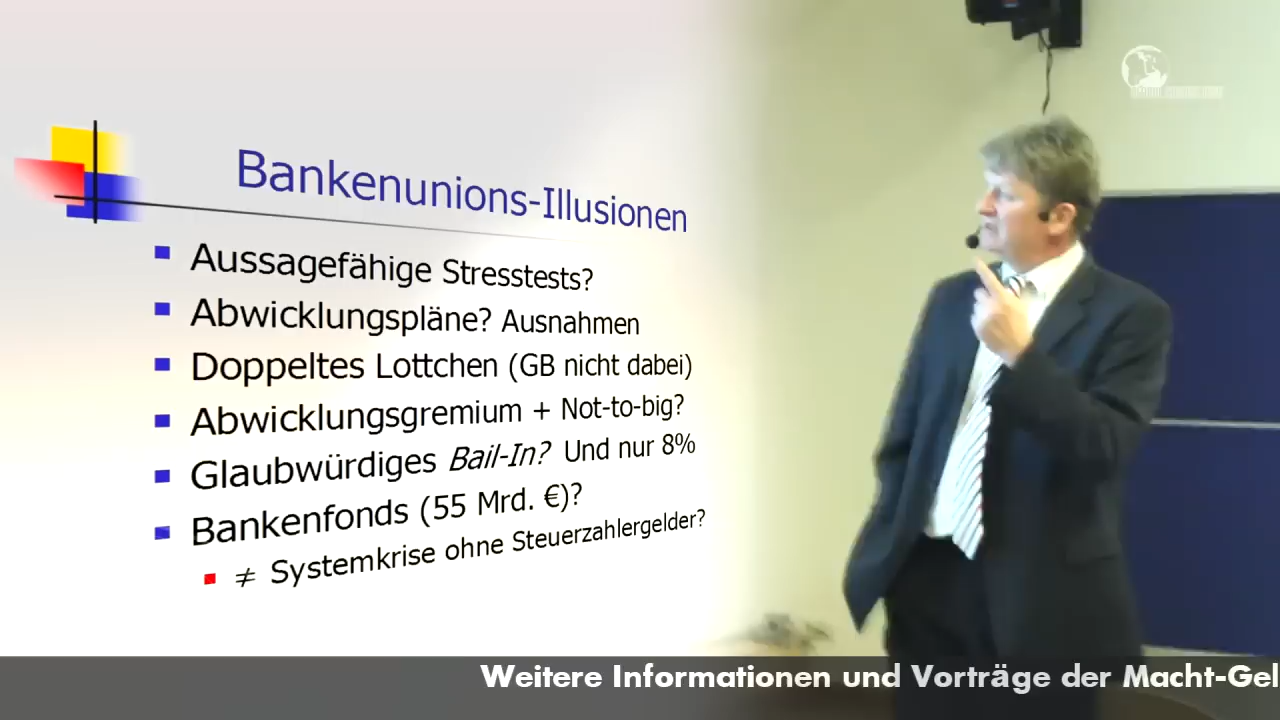 Bankenunions-Illusionen
Aussagefähige Stresstests?
Abwicklungspläne? Ausnahmen
Doppeltes Lottchen (GB nicht dabei)
Abwicklungsgremium + Not-to-big?
Glaubwürdiges Bail-In? Und nur 8%
Bankenfonds (55 Mrd. €)?
≠ Systemkrise ohne Steuerzahlergelder?
Weitere Informationen und Vorträge der Macht-Gel